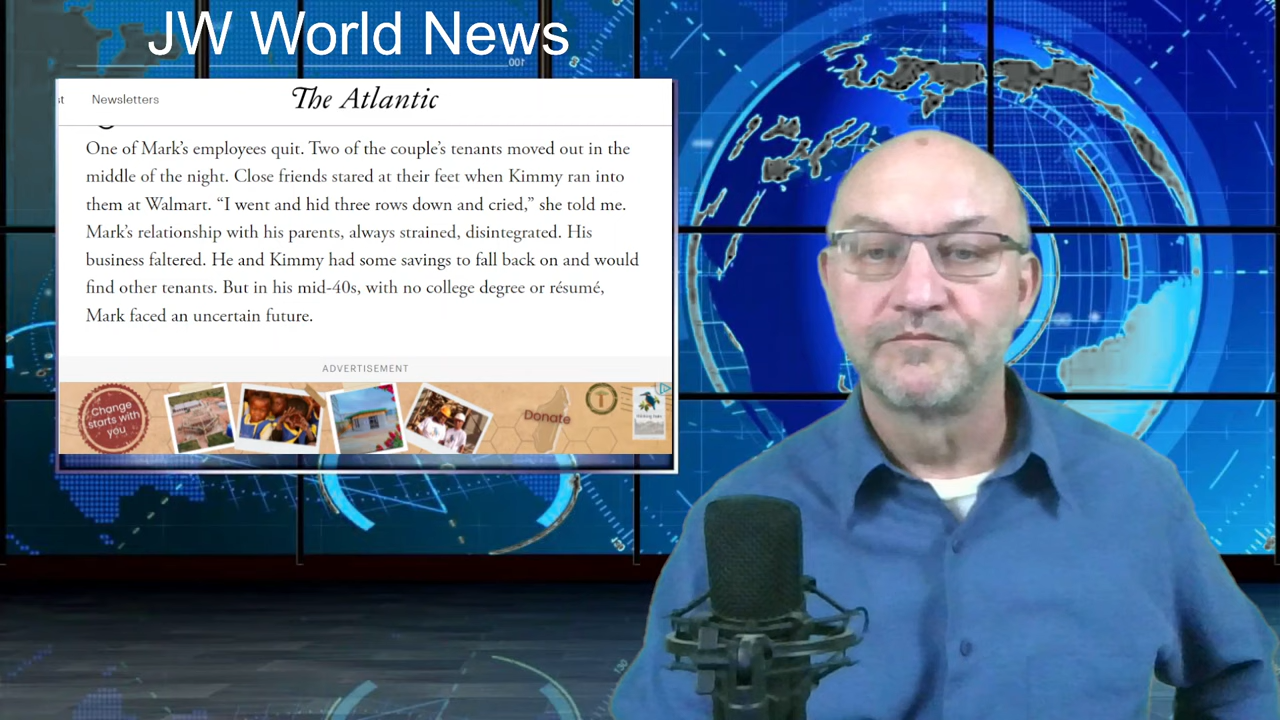 JW World News
001
st Newsletters The Atlantic
One of Mark’s employees quit. Two of the couple’s tenants moved out in the
middle of the night. Close friends stared at their feet when Kimmy ran into
them at Walmart. “I went and hid three rows down and cried,” she told me.
Mark’s relationship with his parents, always strained, disintegrated. His
business faltered. He and Kimmy had some savings to fall back on and would
find other tenants. But in his mid-40s, with no college degree or résumé,
Mark faced an uncertain future.
ADVERTISEMENT
Change
starts with
you
Donate
T